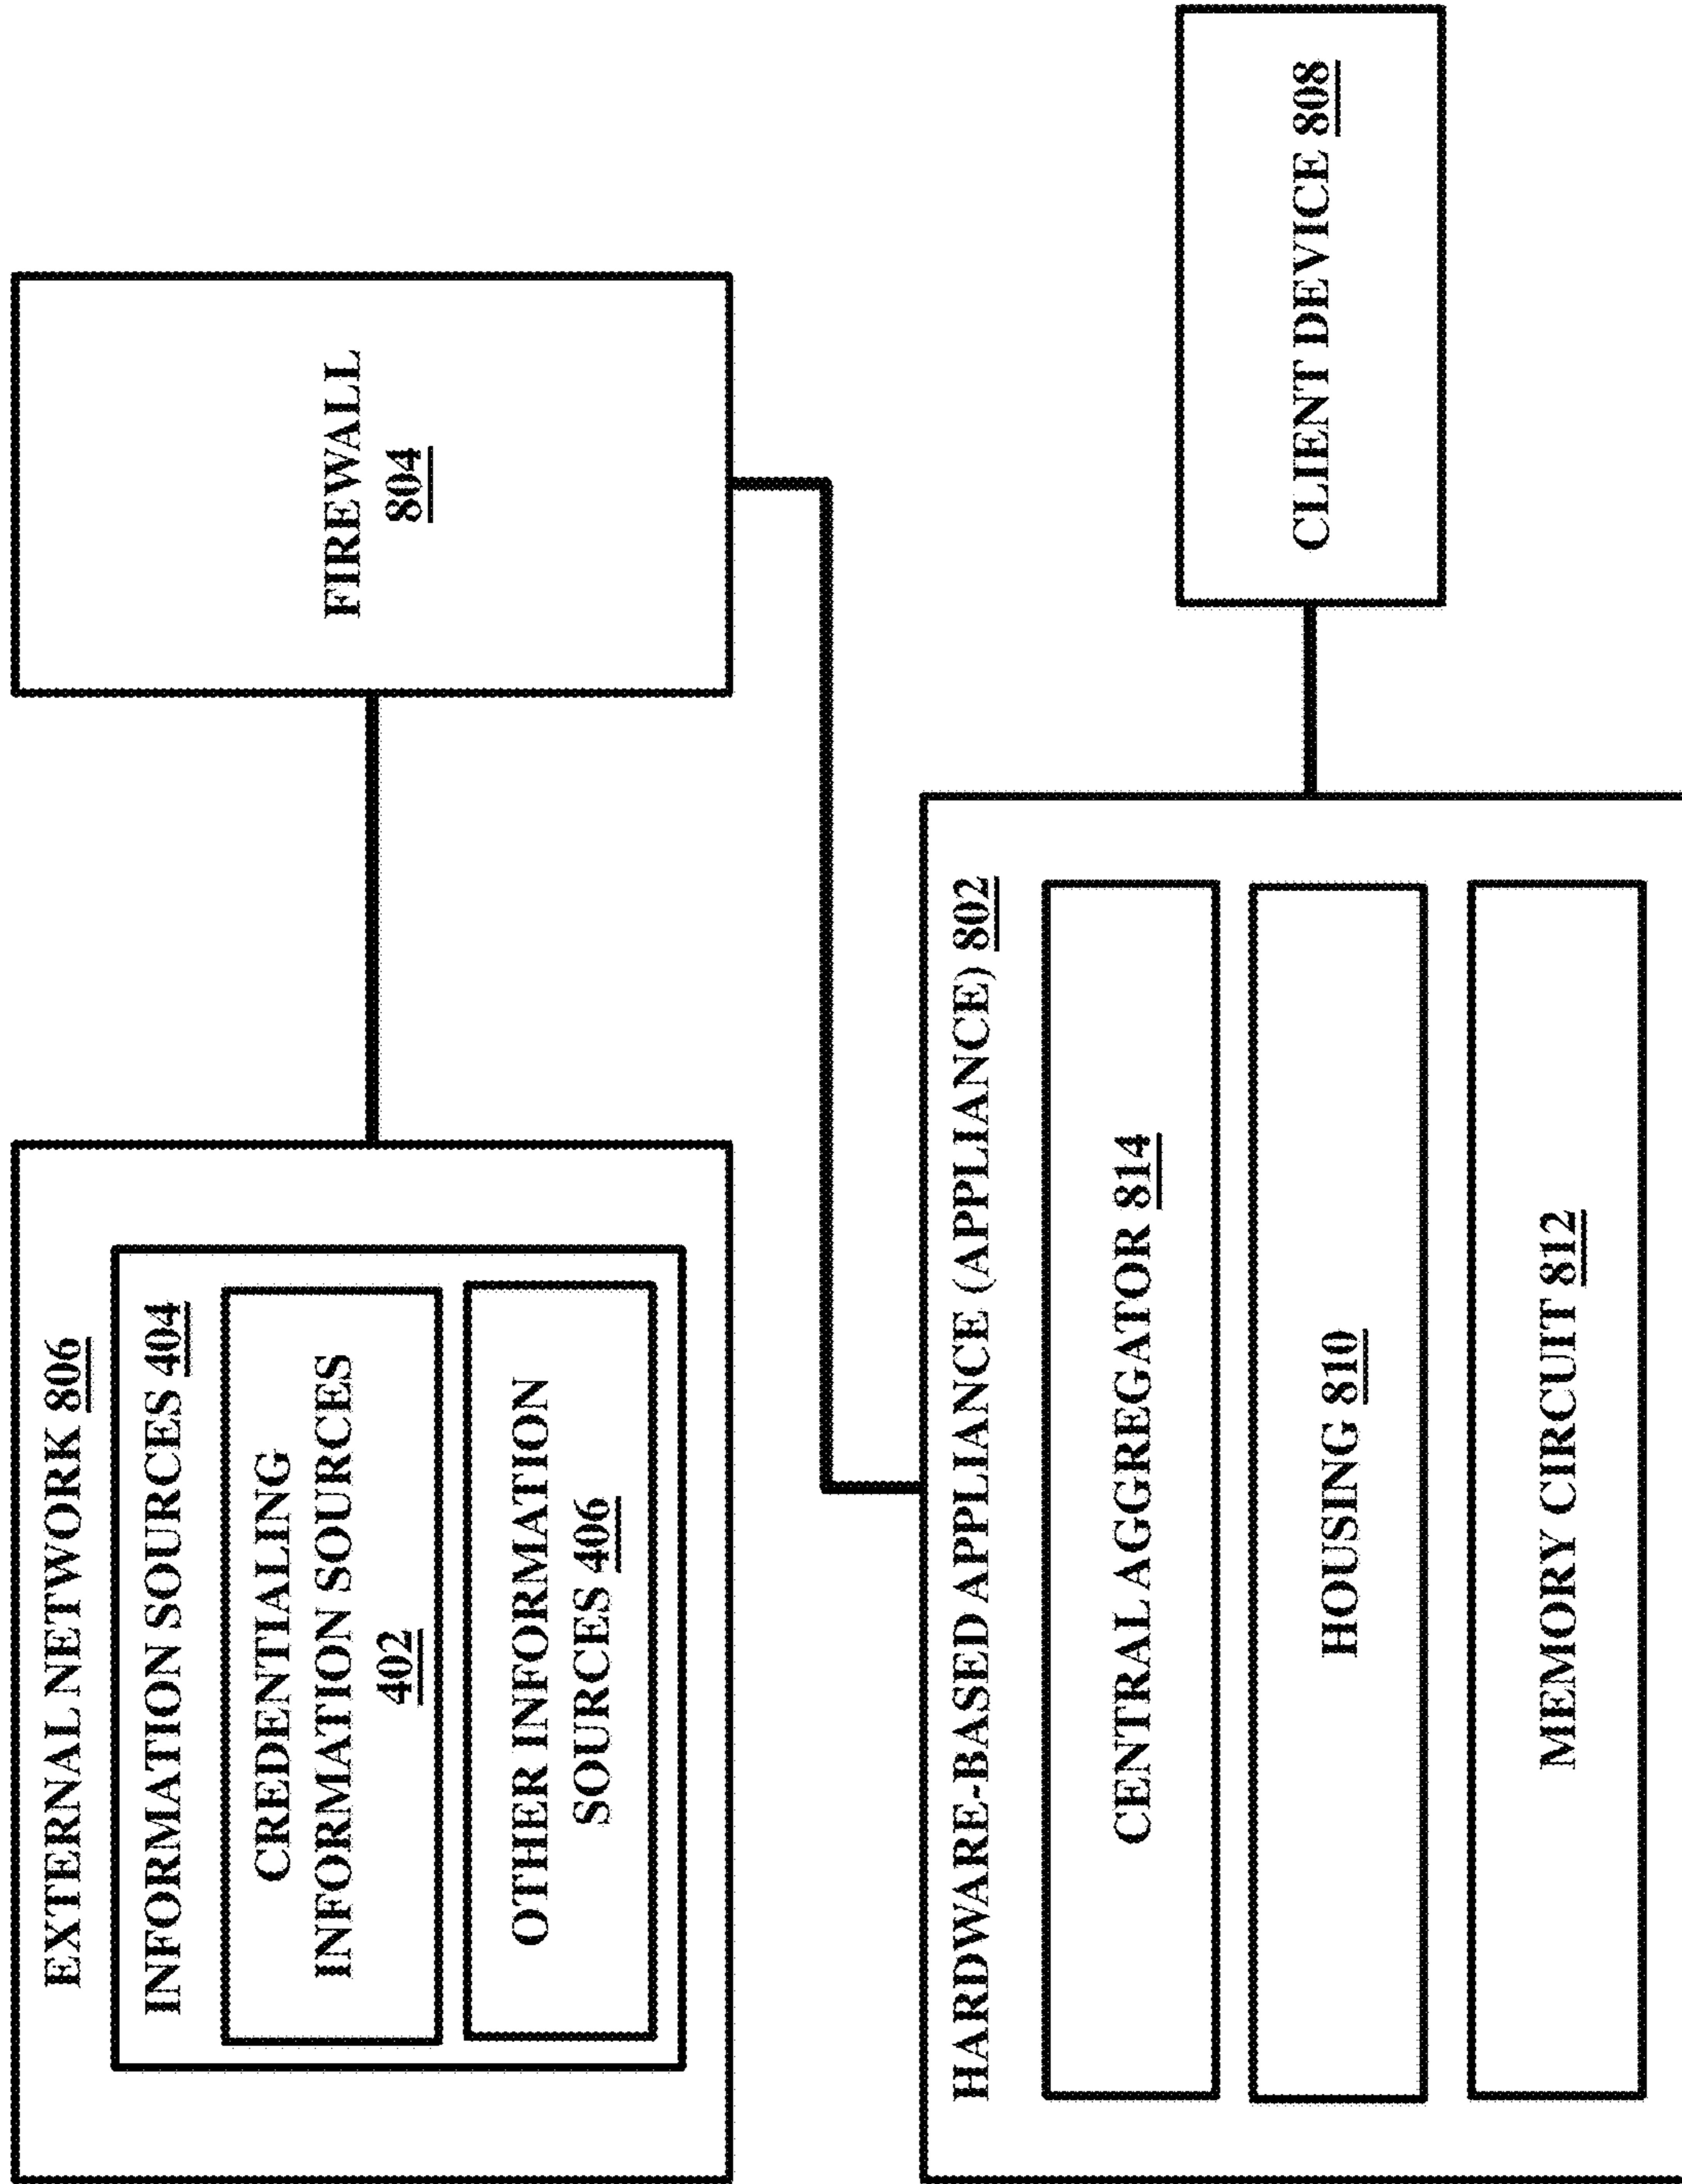 EXTERNAL NETWORK 806
INFORMATION SOURCES 404
CREDENTIALING
INFORMATION SOURCES
402
OTHER INFORMATION
SOURCES 406
FIREWALL
804
HARDWARE-BASED APPLIANCE (APPLIANCE) 802
CENTRAL AGGREGATOR 814
HOUSING 810
MEMORY CIRCUIT 812
CLIENT DEVICE 808